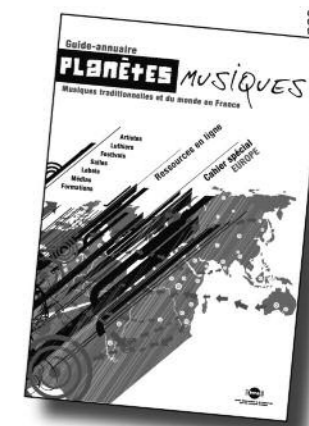 Guide-annuaire
PLANÈTES MUSIQUES
Musiques traditionnelles et du monde en France
Artistes
Luthiers
Festivals
Salles
Labels
Médias
Formations
Ressources en ligne
Cahier spécial
EUROPE